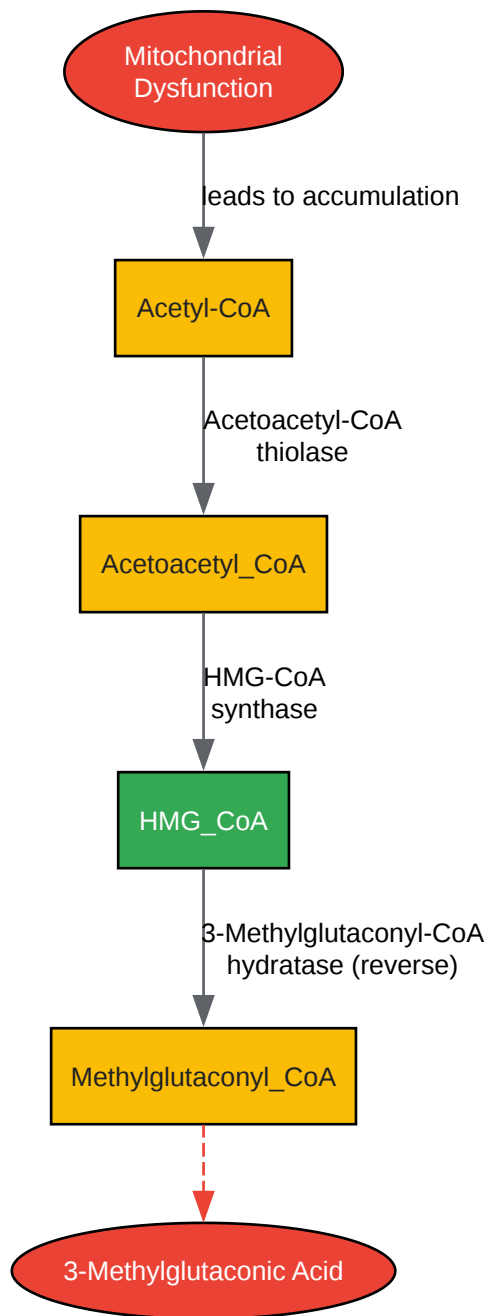 Mitochondrial
Dysfunction
leads to accumulation
Acetyl-CoA
Acetoacetyl-CoA
thiolase
Acetoacetyl_CoA
HMG-CoA
synthase
HMG_CoA
3-Methylglutaconyl-CoA
hydratase (reverse)
Methylglutaconyl_CoA
3-Methylglutaconic Acid